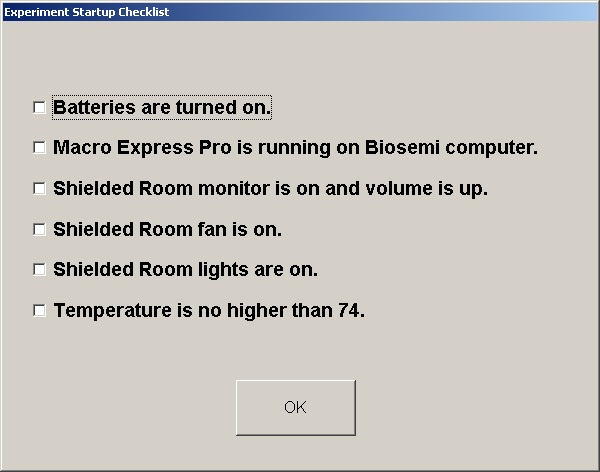 Experiment Startup Checklist
Batteries are turned on.
Macro Express Pro is running on Biosemi computer.
Shielded Room monitor is on and volume is up.
Shielded Room fan is on.
Shielded Room lights are on.
Temperature is no higher than 74.
OK